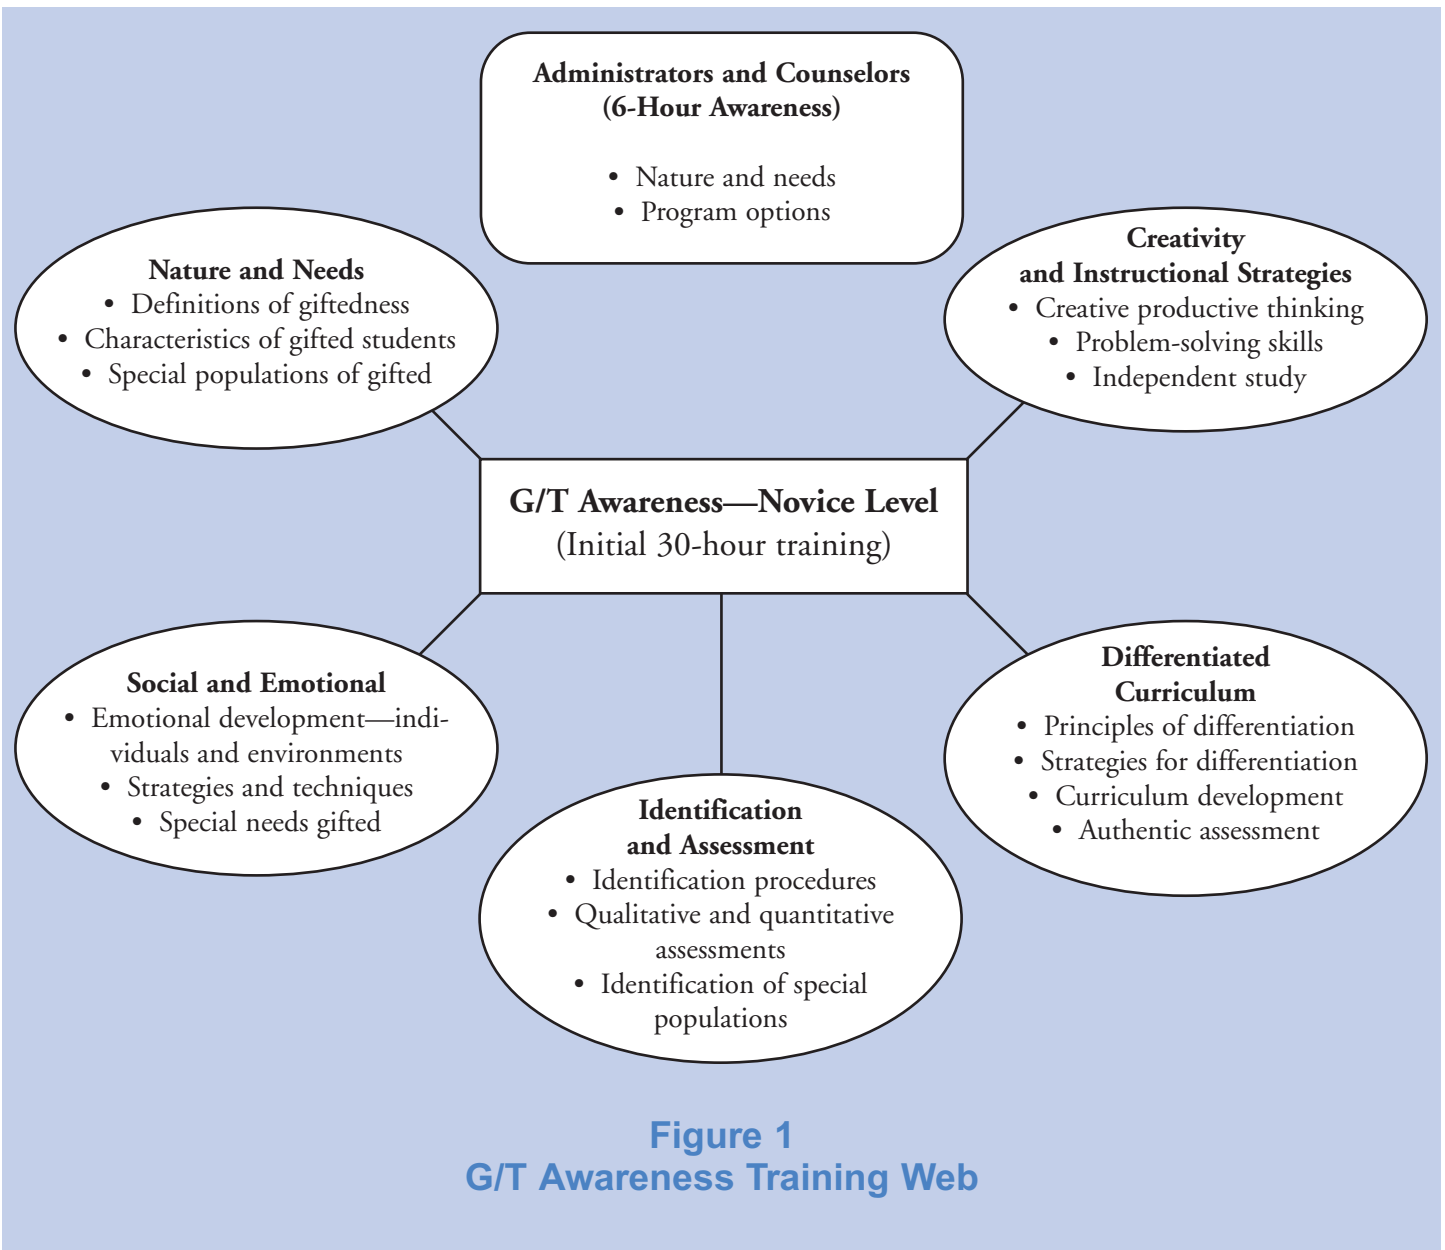 Administrators and Counselors
(6-Hour Awareness)
• Nature and needs
• Program options
Nature and Needs
• Definitions of giftedness
• Characteristics of gifted students
• Special populations of gifted
Creativity
and Instructional Strategies
• Creative productive thinking
• Problem-solving skills
• Independent study
G/T Awareness—Novice Level
(Initial 30-hour training)
Social and Emotional
• Emotional development—indi-
viduals and environments
• Strategies and techniques
• Special needs gifted
Identification
and Assessment
• Identification procedures
• Qualitative and quantitative
assessments
• Identification of special
populations
Differentiated
Curriculum
• Principles of differentiation
• Strategies for differentiation
• Curriculum development
• Authentic assessment
Figure 1
G/T Awareness Training Web